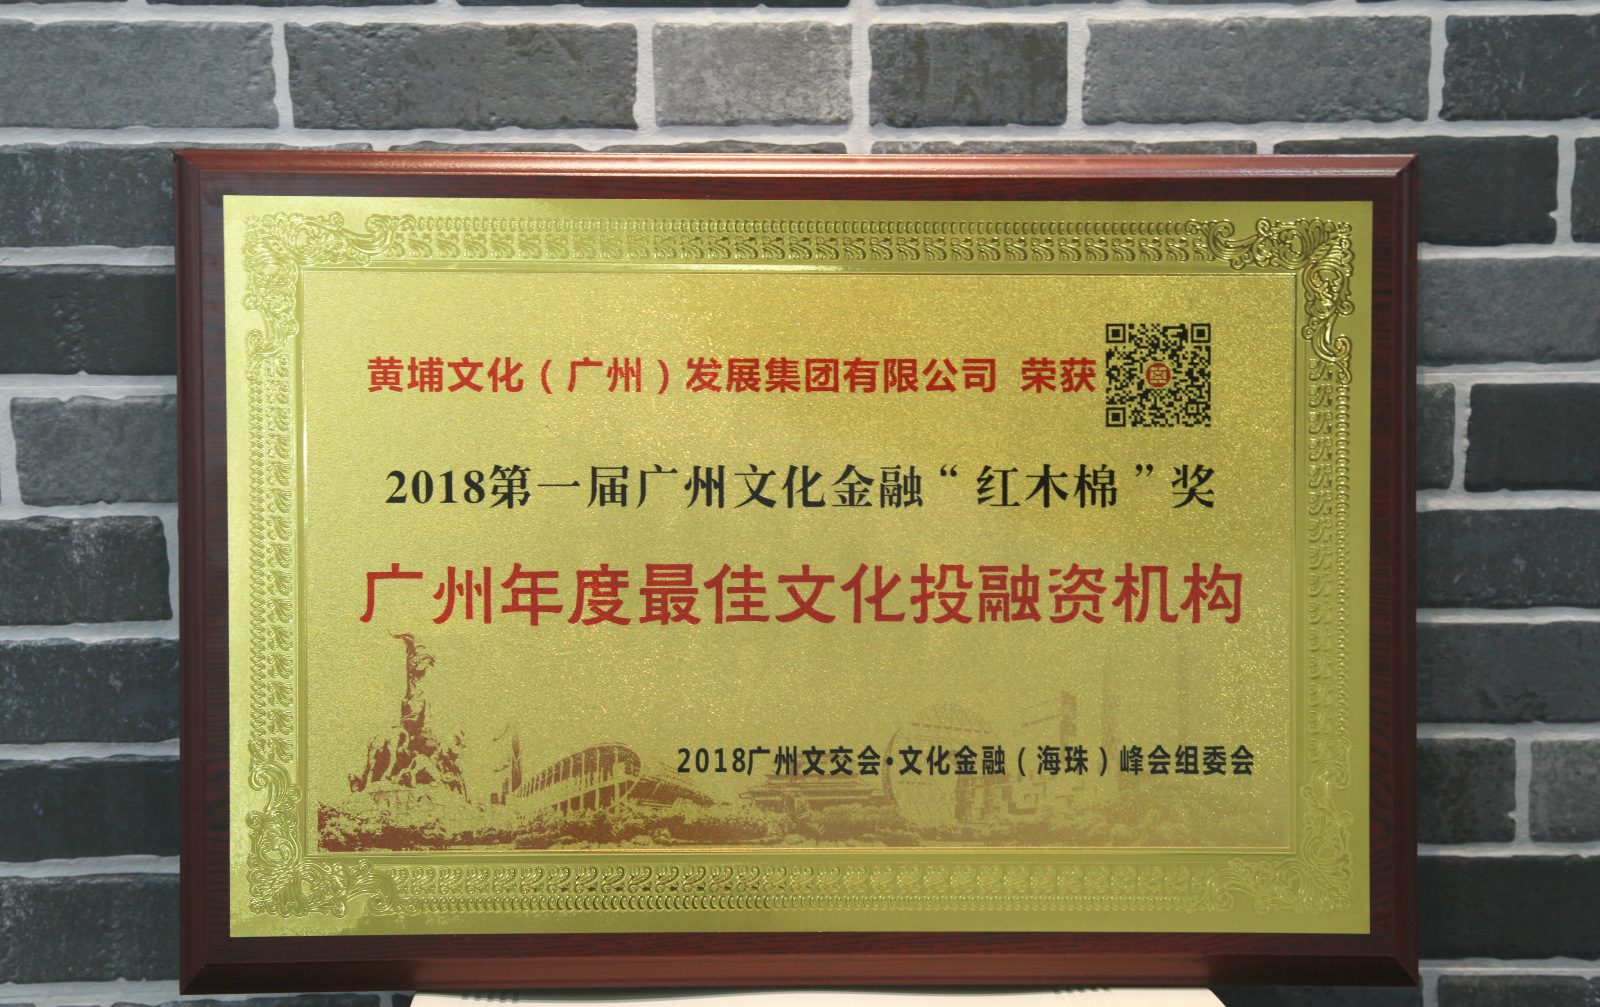 黄埔文化（广州）发展集团有限公司 荣获
2018第一届广州文化金融“红木棉”奖
广州年度最佳文化投融资机构
2018广州文交会·文化金融（海珠）峰会组委会